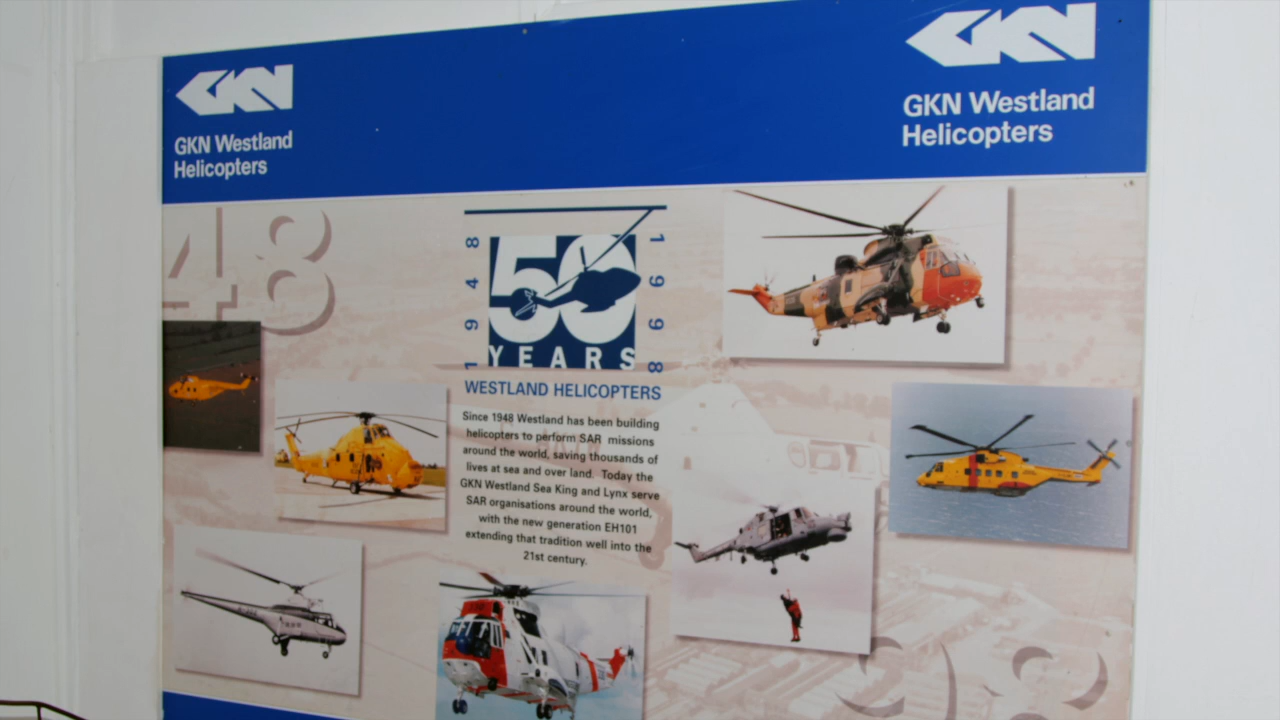 GKN
GKN Westland
Helicopters
GKN
GKN Westland
Helicopters
48
1948
50
YEARS
1998
WESTLAND HELICOPTERS
Since 1948 Westland has been building
helicopters to perform SAR missions
around the world, saving thousands of
lives at sea and over land. Today the
GKN Westland Sea King and Lynx serve
SAR organisations around the world,
with the new generation EH101
extending that tradition well into the
21st century.
98